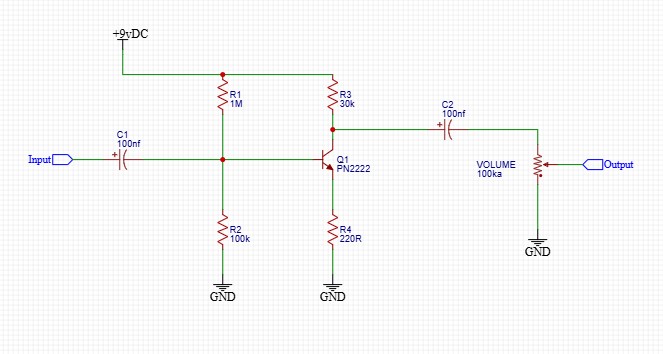 +9vDC
R1
1M
R3
30k
C2
100nf
C1
100nf
Input
Q1
PN2222
VOLUME
100ka
Output
R2
100k
R4
220R
GND
GND
GND